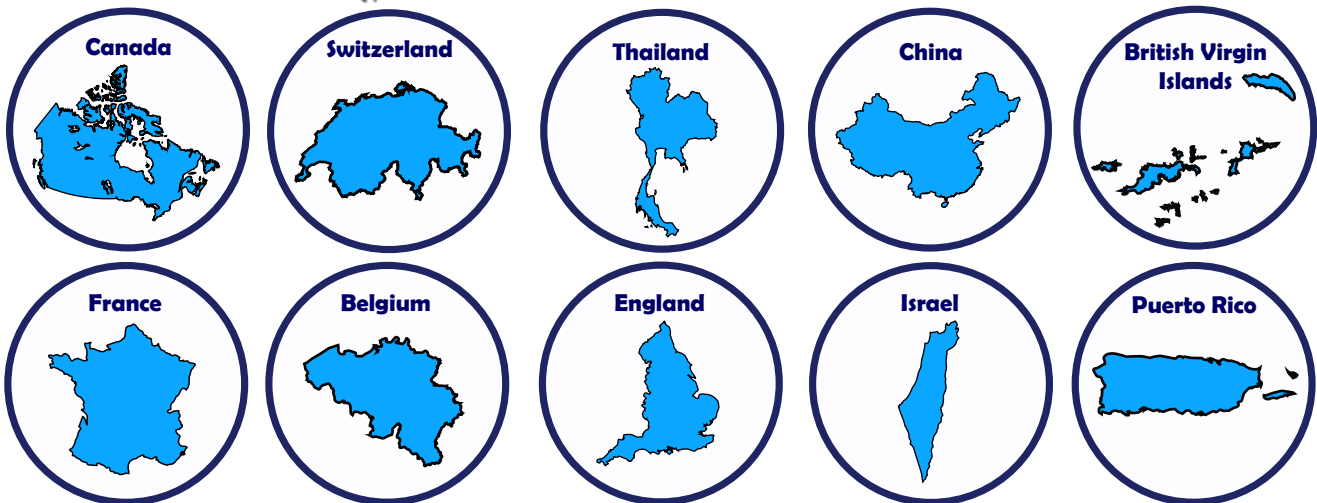 Canada
Switzerland
Thailand
China
British Virgin
Islands
France
Belgium
England
Israel
Puerto Rico